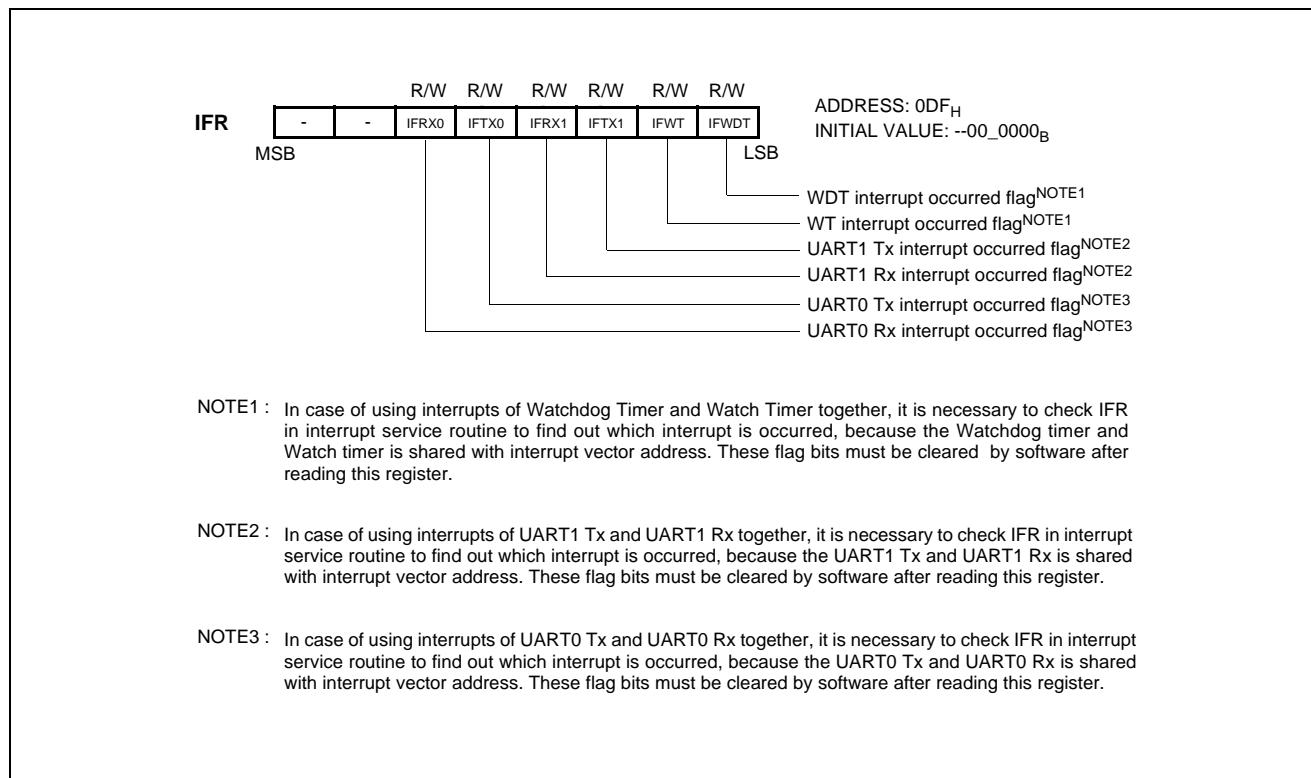 R/W R/W R/W R/W R/W R/W
IFR - - IFRX0 IFTX0 IFRX1 IFTX1 IFWT IFWDT
MSB LSB
ADDRESS: 0DFH
INITIAL VALUE: --00_0000B
WDT interrupt occurred flagNOTE1
WT interrupt occurred flagNOTE1
UART1 Tx interrupt occurred flagNOTE2
UART1 Rx interrupt occurred flagNOTE2
UART0 Tx interrupt occurred flagNOTE3
UART0 Rx interrupt occurred flagNOTE3
NOTE1 : In case of using interrupts of Watchdog Timer and Watch Timer together, it is necessary to check IFR
in interrupt service routine to find out which interrupt is occurred, because the Watchdog timer and
Watch timer is shared with interrupt vector address. These flag bits must be cleared by software after
reading this register.
NOTE2 : In case of using interrupts of UART1 Tx and UART1 Rx together, it is necessary to check IFR in interrupt
service routine to find out which interrupt is occurred, because the UART1 Tx and UART1 Rx is shared
with interrupt vector address. These flag bits must be cleared by software after reading this register.
NOTE3 : In case of using interrupts of UART0 Tx and UART0 Rx together, it is necessary to check IFR in interrupt
service routine to find out which interrupt is occurred, because the UART0 Tx and UART0 Rx is shared
with interrupt vector address. These flag bits must be cleared by software after reading this register.